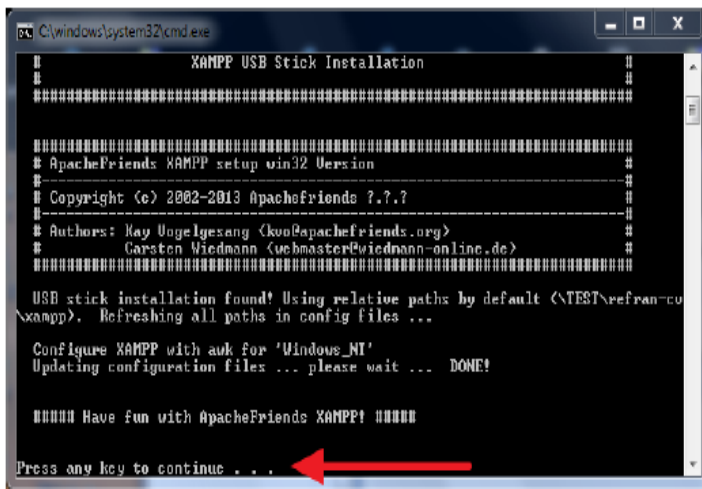 C:\windows\system32\cmd.exe
# XAMPP USB Stick Installation #
# #
######################################################################
######################################################################
# ApacheFriends XAMPP setup win32 Version #
#--------------------------------------------------------------------#
# Copyright (c) 2002-2013 Apachefriends ?.?.? #
#--------------------------------------------------------------------#
# Authors: Kay Vogelgesang <kvo@apachefriends.org> #
# Carsten Wiedmann <webmaster@wiedmann-online.de> #
######################################################################
USB stick installation found! Using relative paths by default (\TEST\refran-cv
\xampp). Refreshing all paths in config files ...
Configure XAMPP with awk for 'Windows_NT'
Updating configuration files ... please wait ... DONE!
##### Have fun with ApacheFriends XAMPP! #####
Press any key to continue . . .